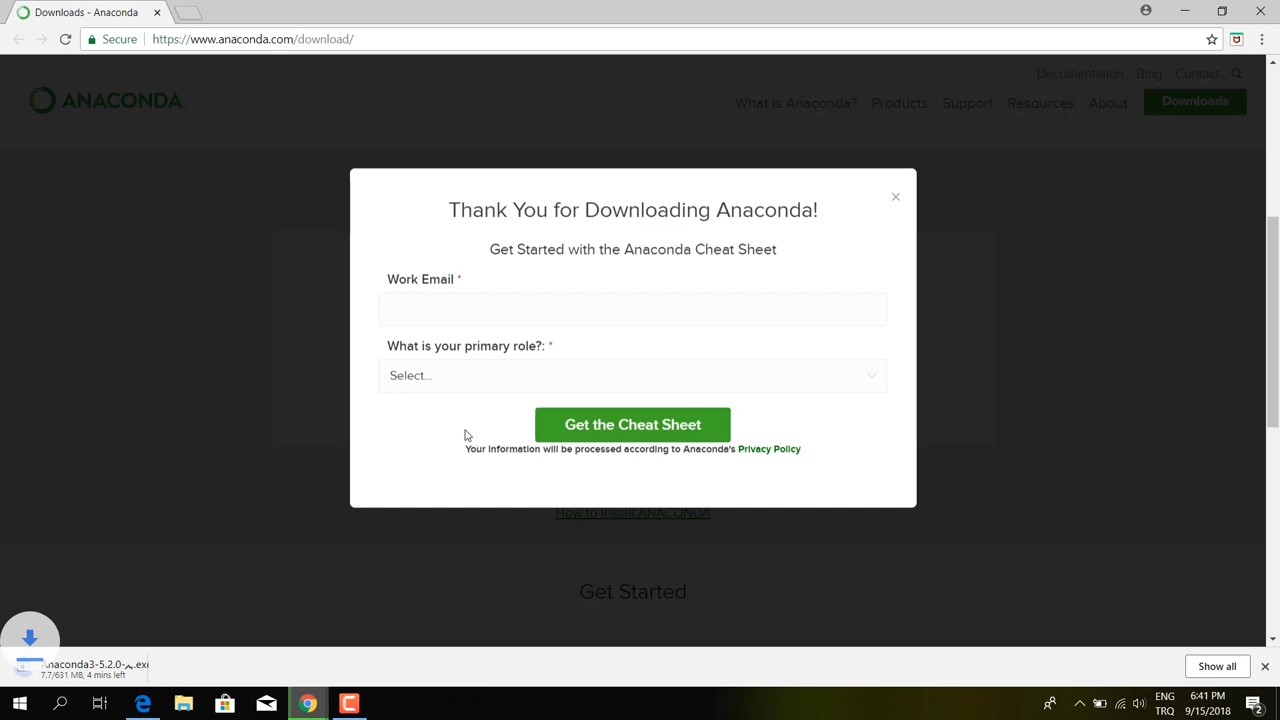 Downloads - Anaconda
Secure
https://www.anaconda.com/download/
Documentation Blog Contact
ANACONDA
What is Anaconda? Products Support Resources About Downloads
Thank You for Downloading Anaconda!
Get Started with the Anaconda Cheat Sheet
Work Email *
What is your primary role?: *
Select...
Get the Cheat Sheet
Your information will be processed according to Anaconda's Privacy Policy
How to Install ANACONDA
Get Started
Anaconda3-5.2.0-....exe
7.7/631 MB, 4 mins left
Show all
ENG 6:41 PM
TRQ 9/15/2018
2